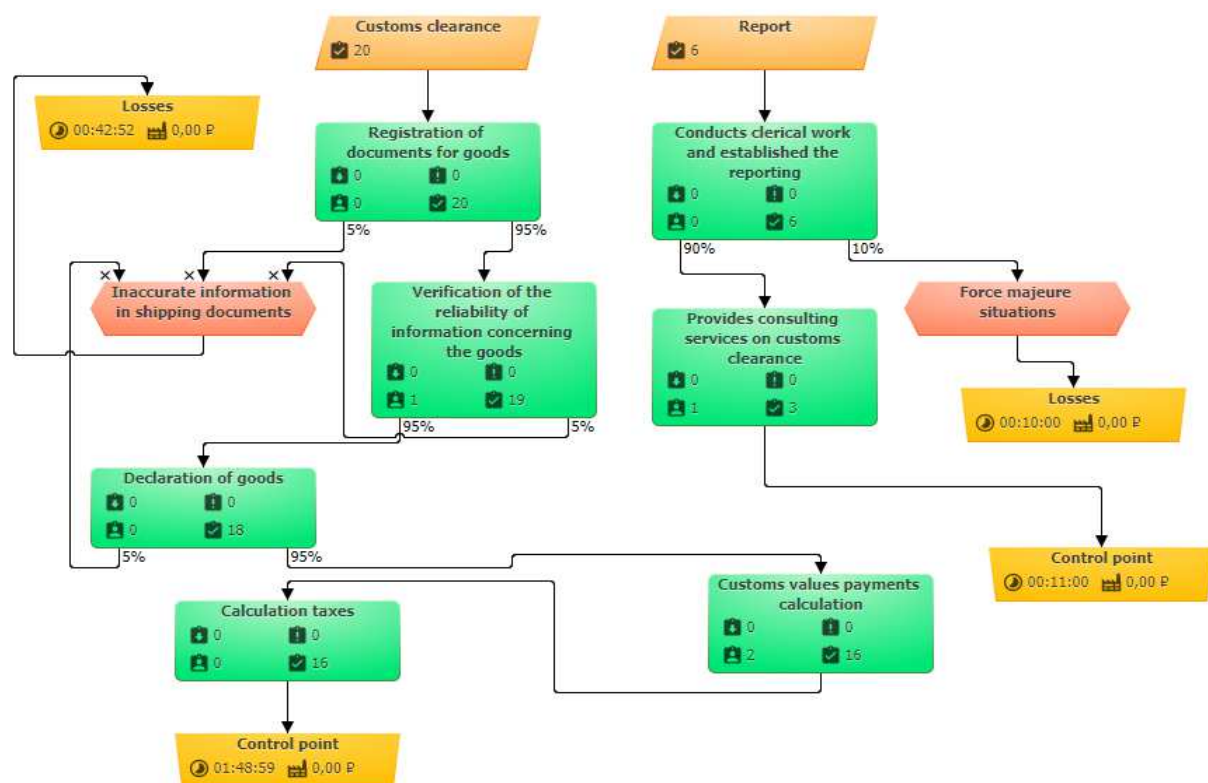 Customs clearance
20
Report
6
Losses
00:42:52 0,00 ₽
Registration of
documents for goods
0 0
0 20
5% 95%
Conducts clerical work
and established the
reporting
0 0
0 6
90% 10%
× × ×
Inaccurate information
in shipping documents
Verification of the
reliability of
information concerning
the goods
0 0
1 19
95% 5%
Provides consulting
services on customs
clearance
0 0
1 3
Force majeure
situations
Losses
00:10:00 0,00 ₽
Declaration of goods
0 0
0 18
5% 95%
Control point
00:11:00 0,00 ₽
Customs values payments
calculation
0 0
2 16
Calculation taxes
0 0
0 16
Control point
01:48:59 0,00 ₽